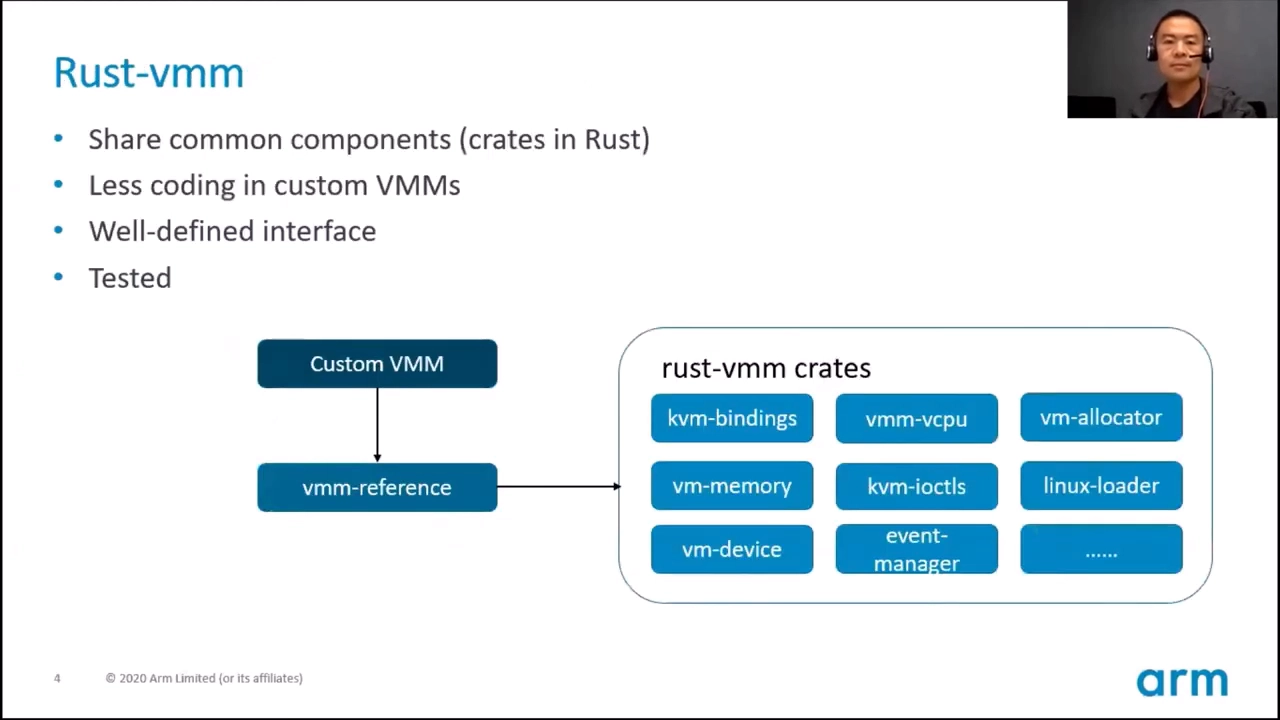 Rust-vmm
• Share common components (crates in Rust)
• Less coding in custom VMMs
• Well-defined interface
• Tested
Custom VMM
vmm-reference
rust-vmm crates
kvm-bindings
vmm-vcpu
vm-allocator
vm-memory
kvm-ioctls
linux-loader
vm-device
event-
manager
......
4
© 2020 Arm Limited (or its affiliates)
arm